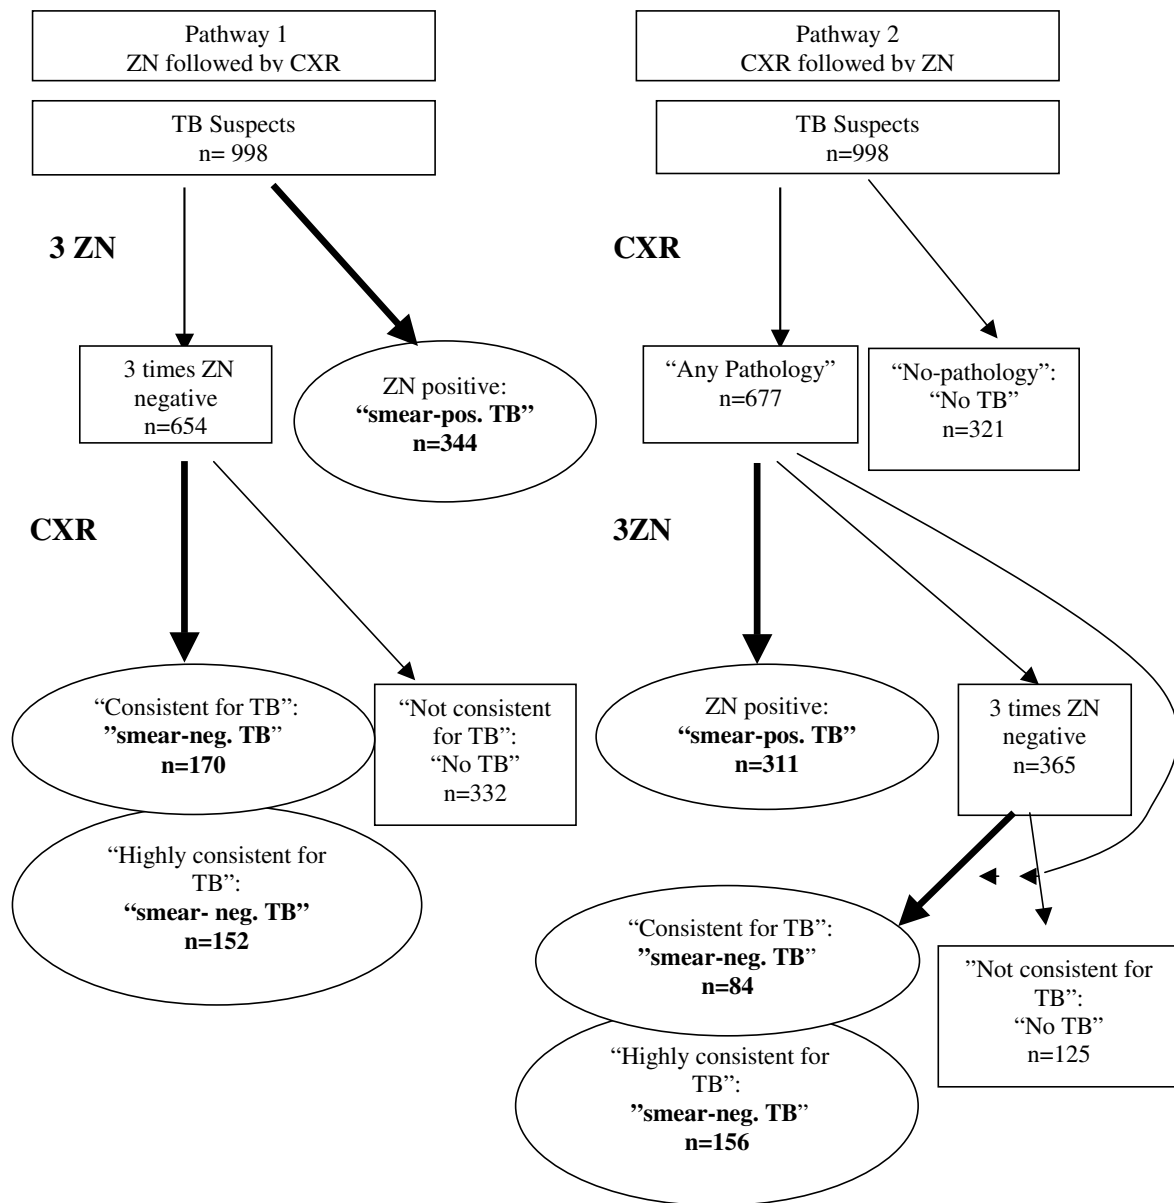 Pathway 1
ZN followed by CXR
TB Suspects
n= 998
3 ZN
3 times ZN
negative
n=654
ZN positive:
“smear-pos. TB”
n=344
CXR
“Consistent for TB”:
”smear-neg. TB”
n=170
“Not consistent
for TB”:
“No TB”
n=332
“Highly consistent for
TB”:
“smear- neg. TB”
n=152
Pathway 2
CXR followed by ZN
TB Suspects
n=998
CXR
“Any Pathology”
n=677
“No-pathology”:
“No TB”
n=321
3ZN
ZN positive:
“smear-pos. TB”
n=311
3 times ZN
negative
n=365
“Consistent for TB”:
”smear-neg. TB”
n=84
”Not consistent for
TB”:
“No TB”
n=125
“Highly consistent for
TB”:
”smear-neg. TB”
n=156